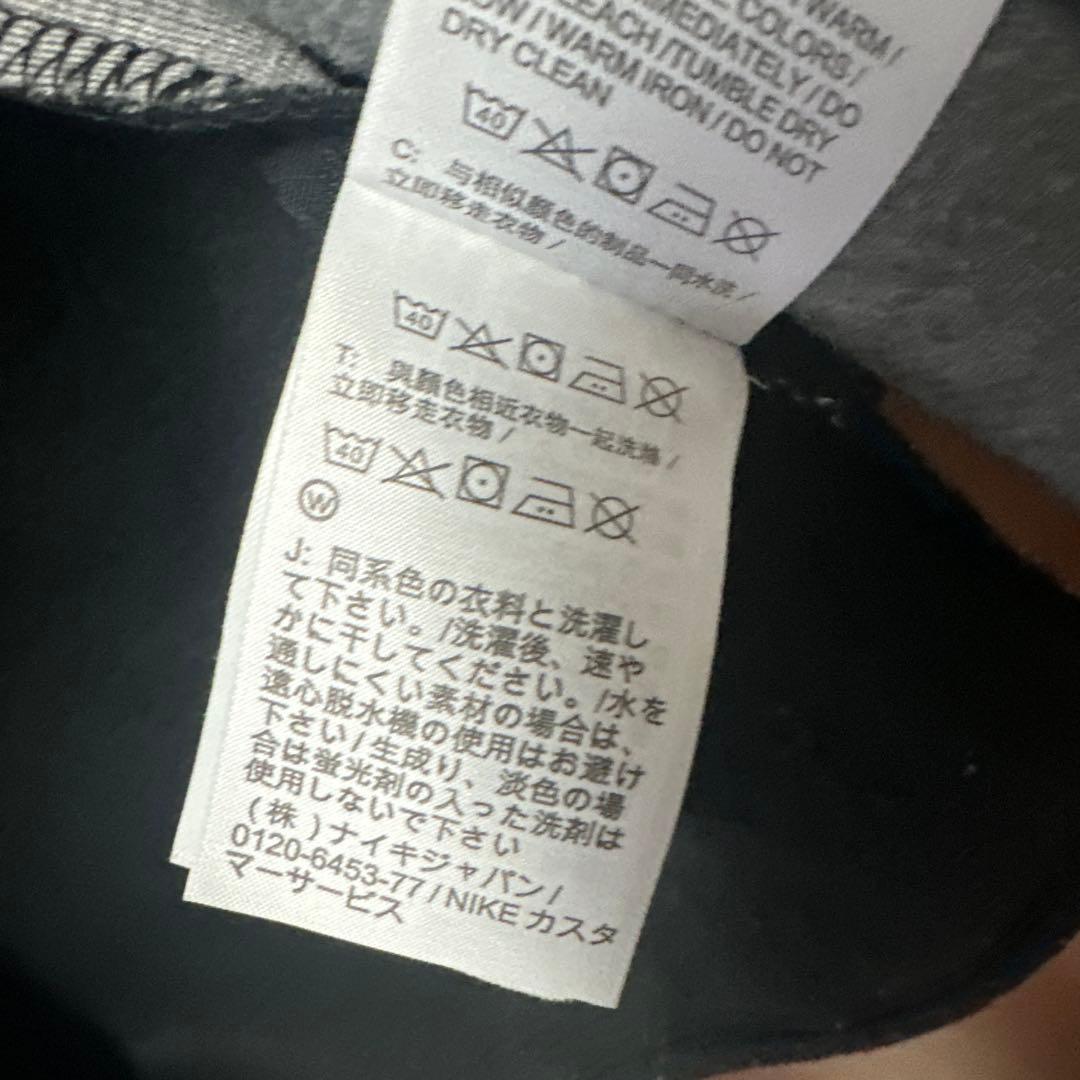 WARM /
COLORS /
IMMEDIATELY / DO
BLEACH / TUMBLE DRY
LOW / WARM IRON / DO NOT
DRY CLEAN
40
C: 与相似颜色的制品一同水洗 /
立即移走衣物 /
40
T: 與顏色相近衣物一起洗滌 /
立即移走衣物 /
40
W
J: 同系色の衣料と洗濯し
て下さい。/洗濯後、速や
かに干してください。/水を
通しにくい素材の場合は、
遠心脱水機の使用はお避け
下さい / 生成り、淡色の場
合は蛍光剤の入った洗剤は
使用しないで下さい
(株)ナイキジャパン /
0120-6453-77 / NIKE カスタ
マーサービス